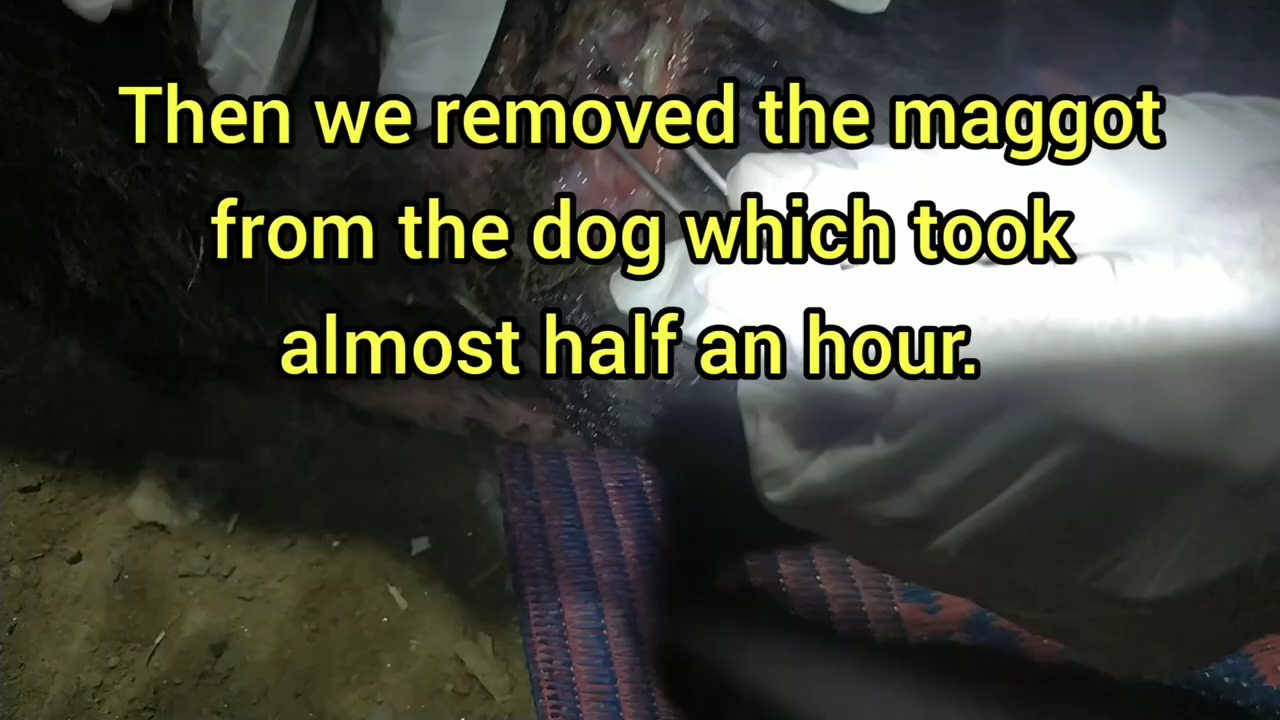 Then we removed the maggot
from the dog which took
almost half an hour.